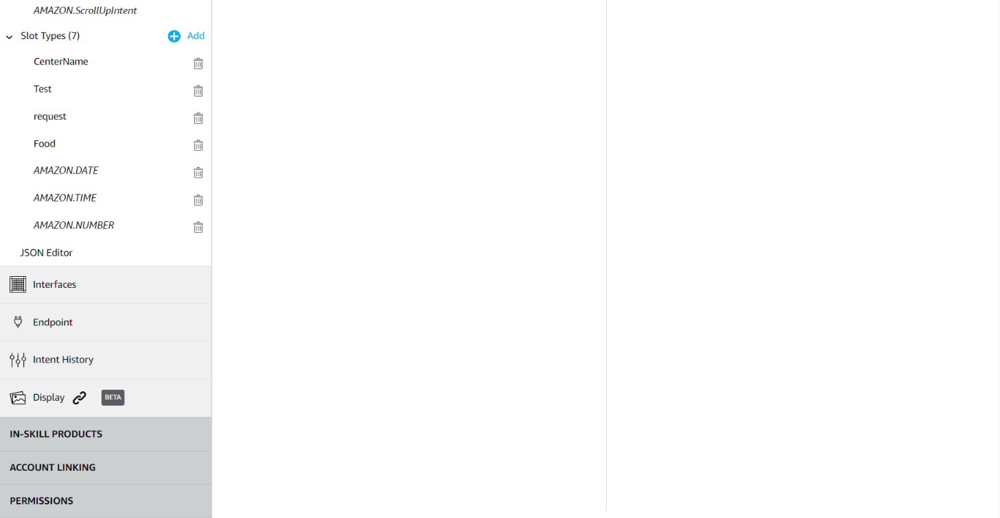 AMAZON.ScrollUpIntent
Slot Types (7) Add
CenterName
Test
request
Food
AMAZON.DATE
AMAZON.TIME
AMAZON.NUMBER
JSON Editor
Interfaces
Endpoint
Intent History
Display BETA
IN-SKILL PRODUCTS
ACCOUNT LINKING
PERMISSIONS